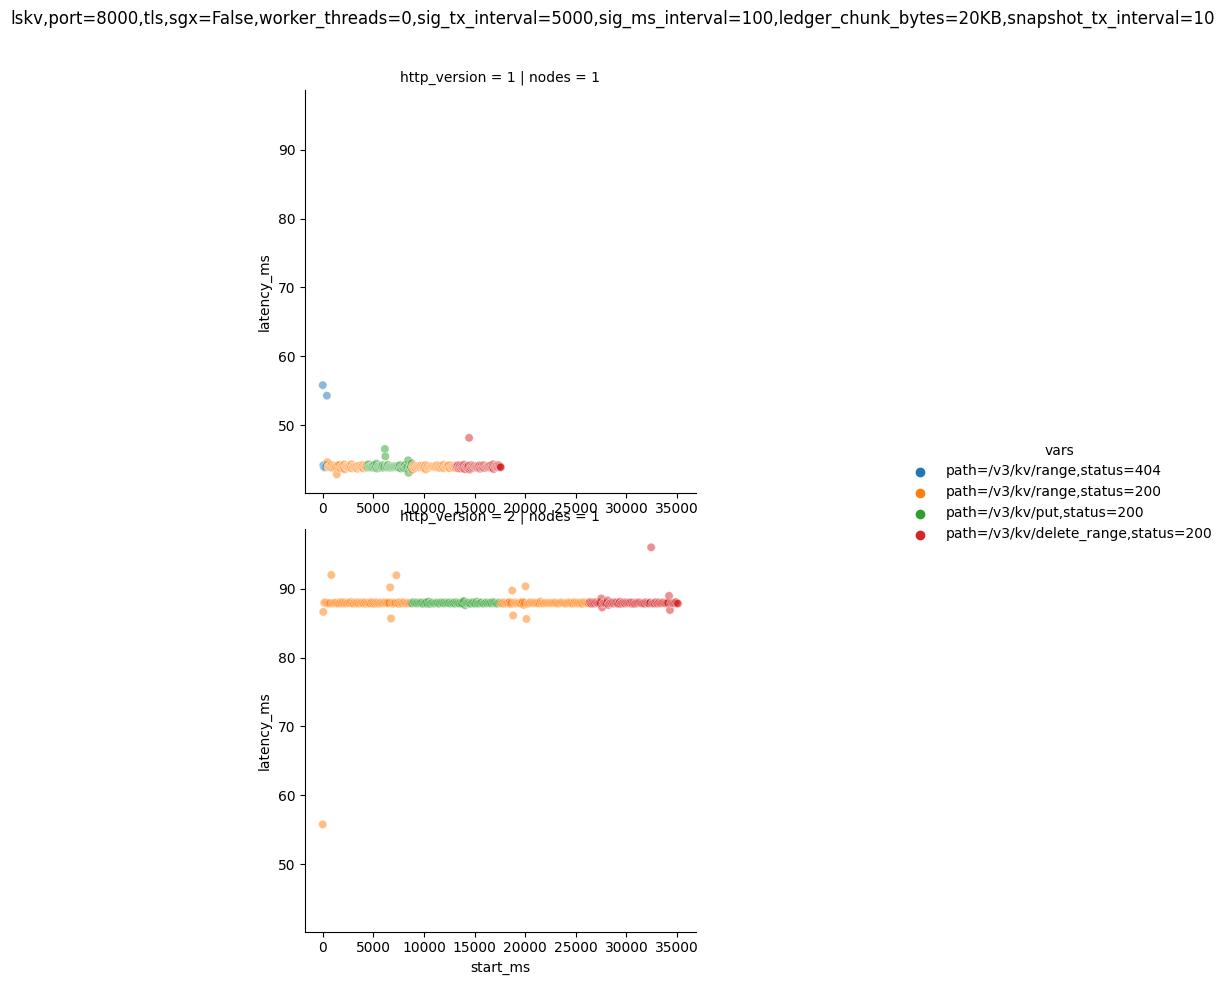 lskv,port=8000,tls,sgx=False,worker_threads=0,sig_tx_interval=5000,sig_ms_interval=100,ledger_chunk_bytes=20KB,snapshot_tx_interval=10
http_version = 1 | nodes = 1
90
80
70
60
50
latency_ms
0 5000 10000 15000 20000 25000 30000 35000
http_version = 2 | nodes = 1
90
80
70
60
50
latency_ms
0 5000 10000 15000 20000 25000 30000 35000
start_ms
vars
path=/v3/kv/range,status=404
path=/v3/kv/range,status=200
path=/v3/kv/put,status=200
path=/v3/kv/delete_range,status=200